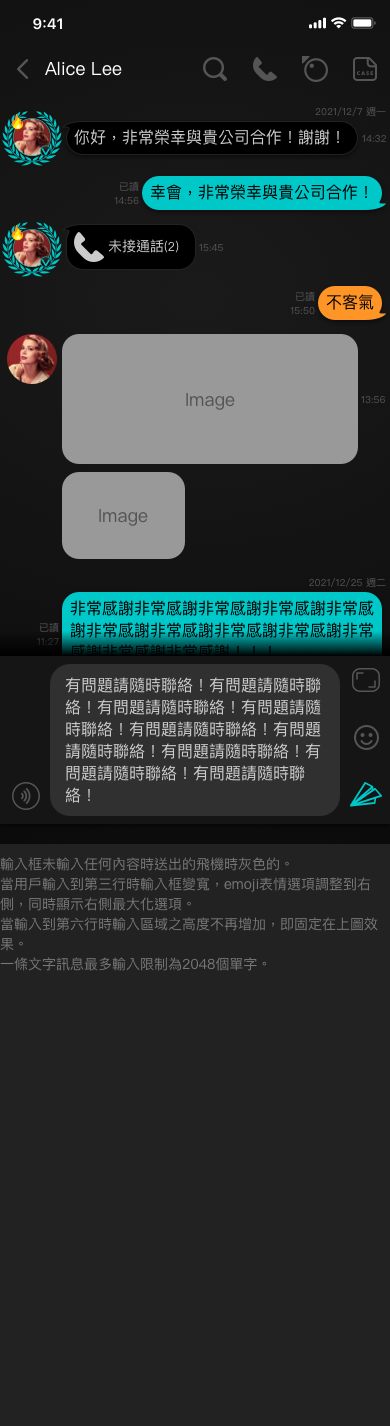 9:41
Alice Lee
CASE
2021/12/7 週一
你好，非常榮幸與貴公司合作！謝謝！
14:32
已讀
14:56
幸會，非常榮幸與貴公司合作！
未接通話(2)
15:45
已讀
15:50
不客氣
Image
13:56
Image
2021/12/25 週二
非常感謝非常感謝非常感謝非常感謝非常感
謝非常感謝非常感謝非常感謝非常感謝非常
感謝非常感謝非常感謝！！！
已讀
11:27
有問題請隨時聯絡！有問題請隨時聯
絡！有問題請隨時聯絡！有問題請隨
時聯絡！有問題請隨時聯絡！有問題
請隨時聯絡！有問題請隨時聯絡！有
問題請隨時聯絡！有問題請隨時聯
絡！
輸入框未輸入任何內容時送出的飛機時灰色的。
當用戶輸入到第三行時輸入框變寬，emoji表情選項調整到右
側，同時顯示右側最大化選項。
當輸入到第六行時輸入區域之高度不再增加，即固定在上圖效
果。
一條文字訊息最多輸入限制為2048個單字。